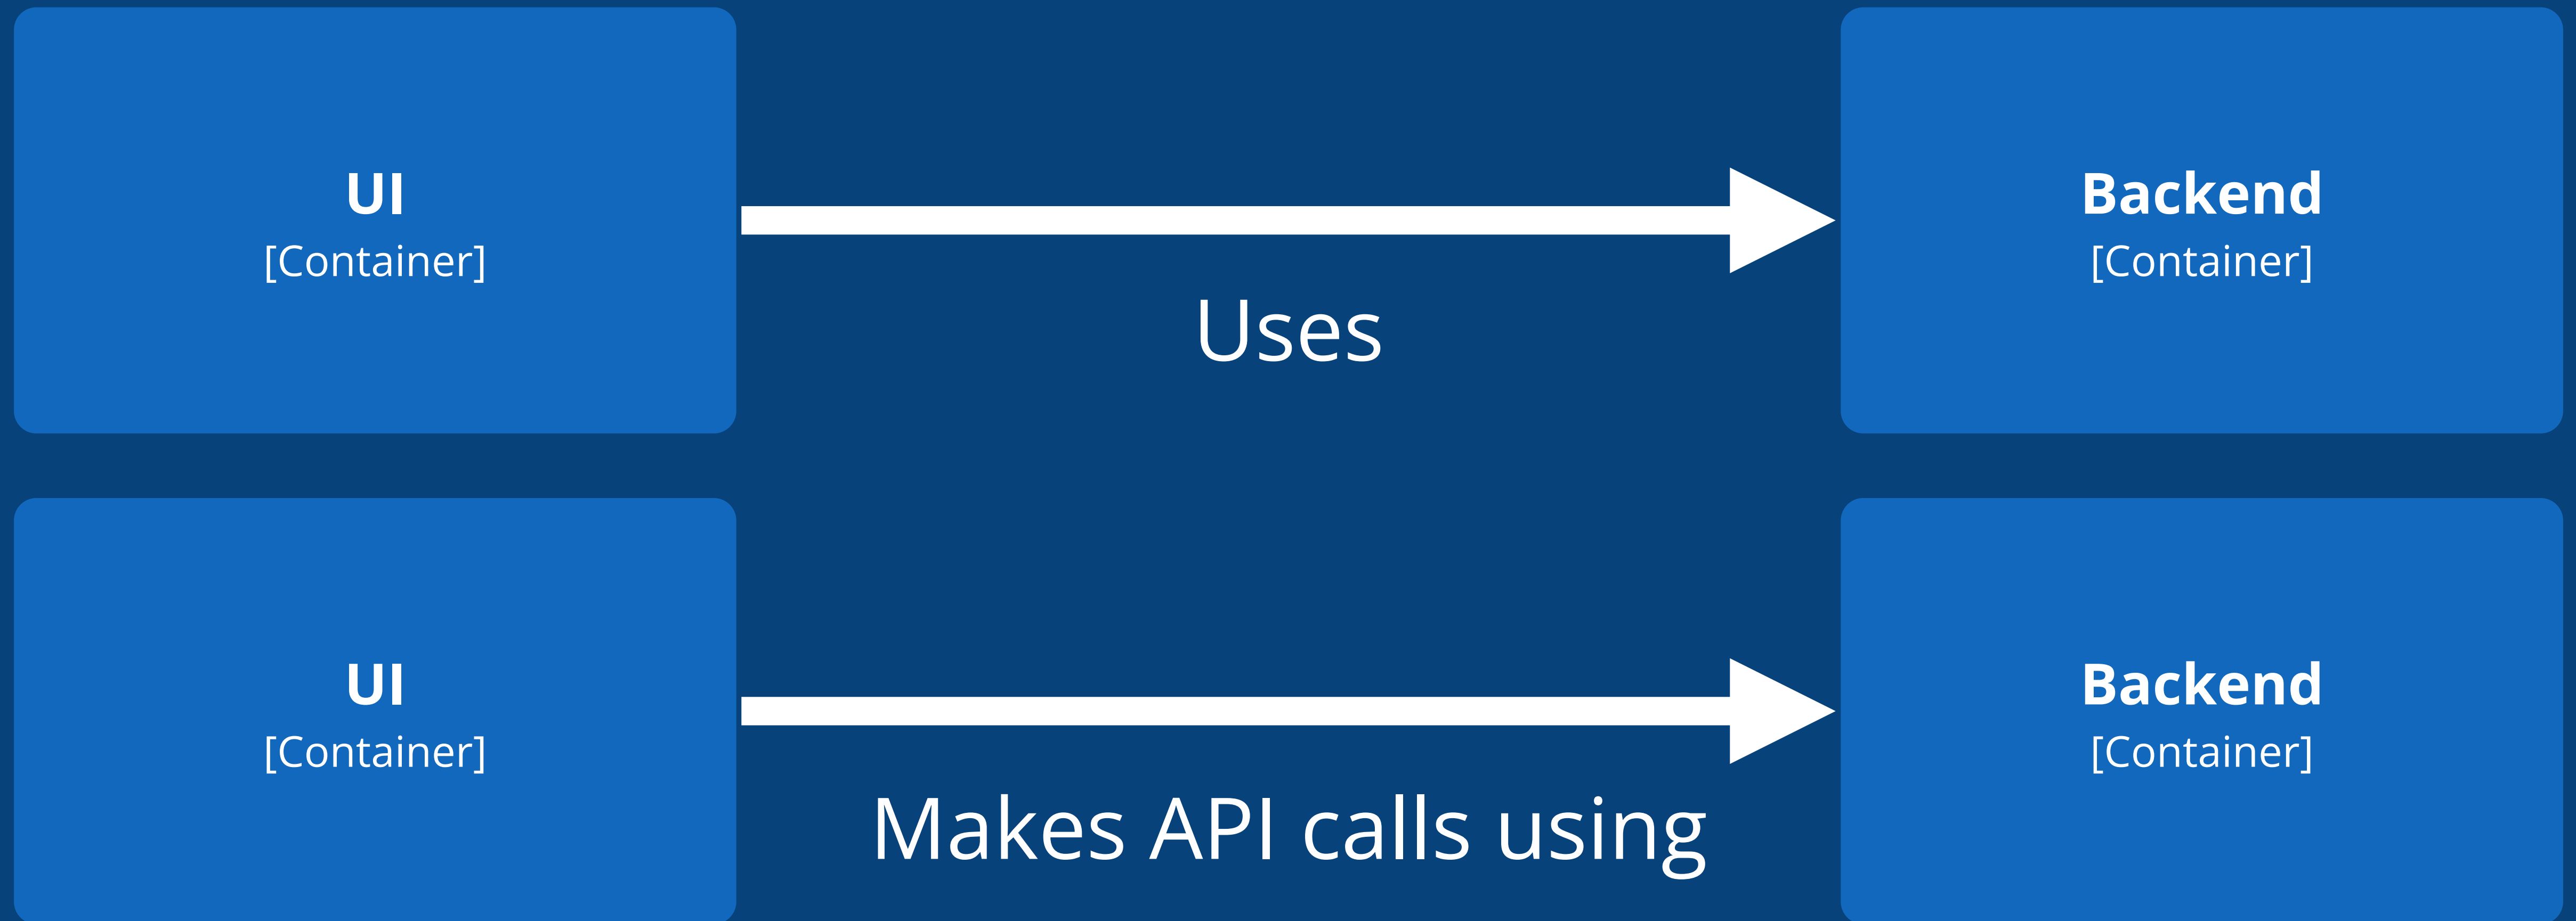 UI
[Container]
Uses
Backend
[Container]
UI
[Container]
Makes API calls using
Backend
[Container]